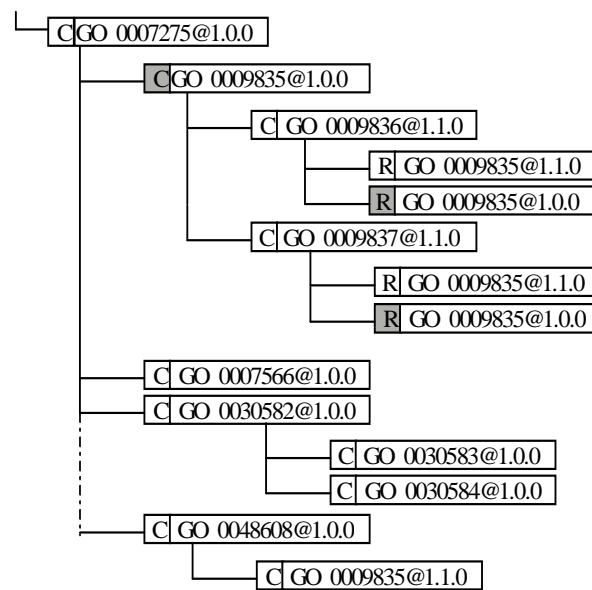 C GO 0007275@1.0.0
C GO 0009835@1.0.0
C GO 0009836@1.1.0
R GO 0009835@1.1.0
R GO 0009835@1.0.0
C GO 0009837@1.1.0
R GO 0009835@1.1.0
R GO 0009835@1.0.0
C GO 0007566@1.0.0
C GO 0030582@1.0.0
C GO 0030583@1.0.0
C GO 0030584@1.0.0
C GO 0048608@1.0.0
C GO 0009835@1.1.0